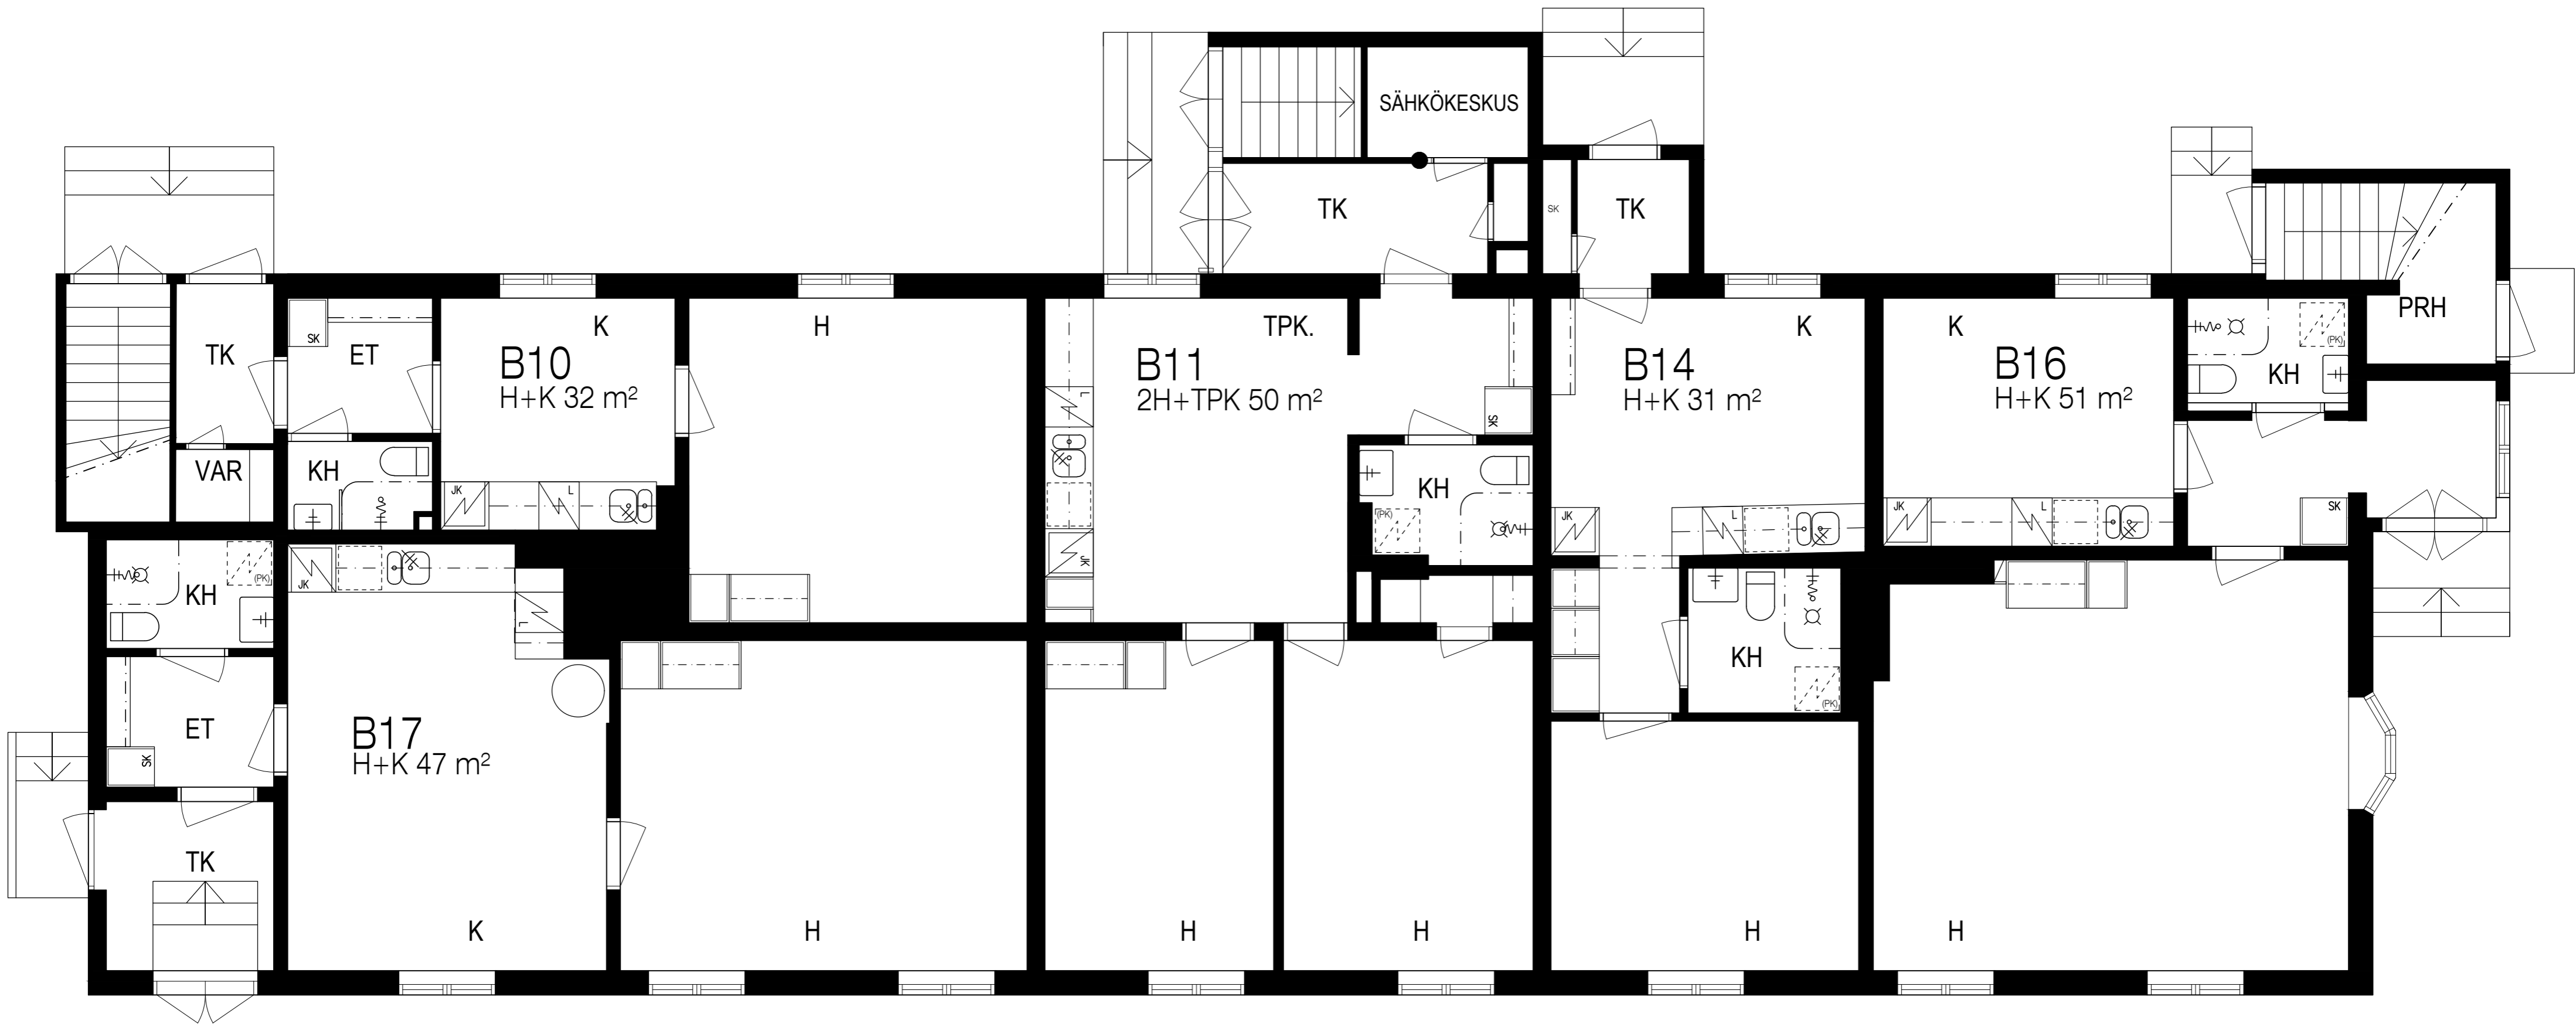 SÄHKÖKESKUS
TK
SK
TK
PRH
K
H
TPK.
K
K
TK
SK
ET
B10
H+K 32 m²
B11
2H+TPK 50 m²
B14
H+K 31 m²
B16
H+K 51 m²
(PK)
KH
L
SK
VAR
KH
JK
L
KH
(PK)
JK
L
JK
L
SK
JK
JK
KH
(PK)
JK
L
KH
(PK)
ET
SK
B17
H+K 47 m²
TK
K
H
H
H
H
H